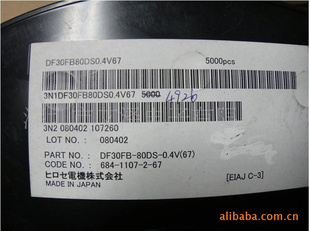 DF30FB80DS0.4V67 5000pcs
3N1DF30FB80DS0.4V67 5000 4926
3N2 080402 107260
LOT NO : 080402
PART NO. : DF30FB-80DS-0.4V(67)
CODE NO. : 684-1107-2-67
ヒロセ電機株式会社
MADE IN JAPAN [EIAJ C-3]
alibaba.com.cn